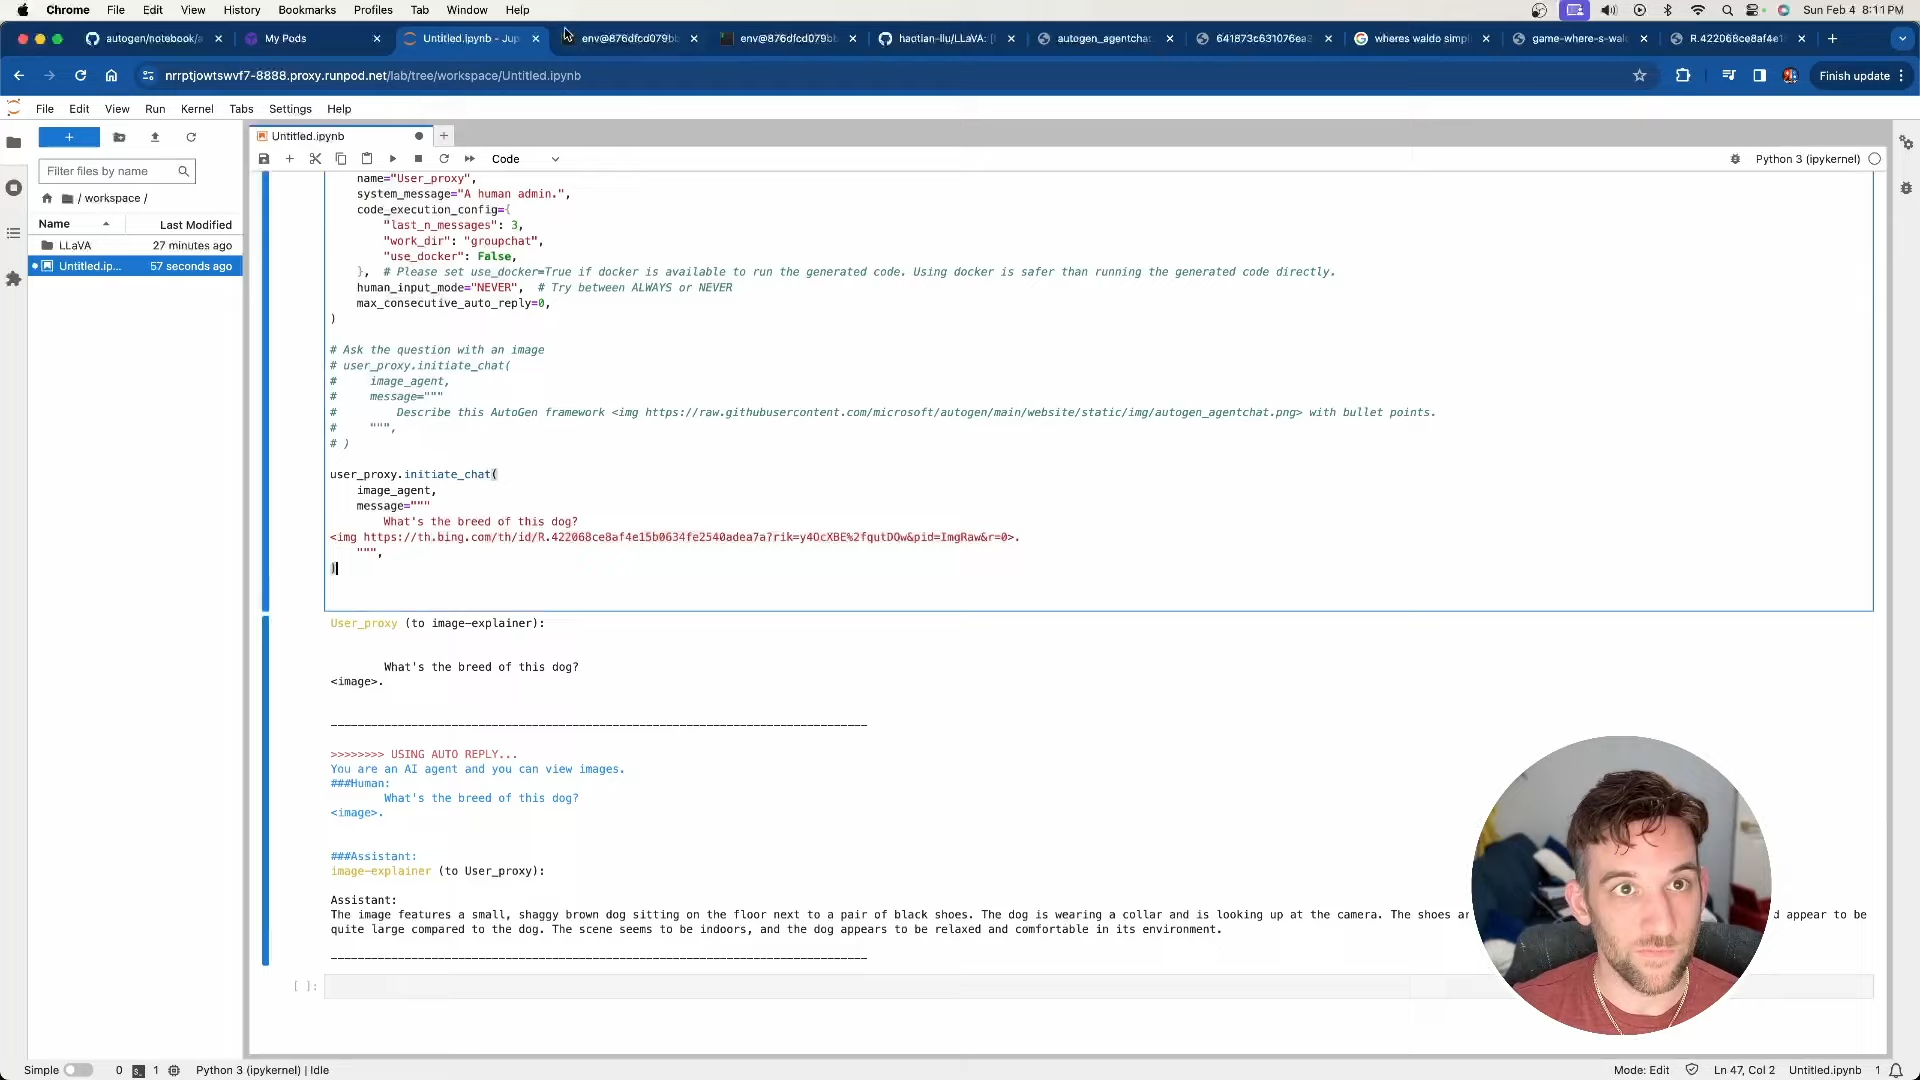 Chrome File Edit View History Bookmarks Profiles Tab Window Help Sun Feb 4 8:11 PM
autogen/notebook/a My Pods Untitled.ipynb - Jup env@876dfcd079b env@876dfcd079b haotian-liu/LLaVA: [ autogen_agentchat. 641873c631076ea3 wheres waldo simpl game-where-s-wal R.422068ce8af4e1
nrrptjowtswvf7-8888.proxy.runpod.net/lab/tree/workspace/Untitled.ipynb Finish update
File Edit View Run Kernel Tabs Settings Help
Untitled.ipynb
Code Python 3 (ipykernel)
Filter files by name
/ workspace /
Name Last Modified
LLaVA 27 minutes ago
Untitled.ip... 57 seconds ago
name="User_proxy",
system_message="A human admin.",
code_execution_config={
"last_n_messages": 3,
"work_dir": "groupchat",
"use_docker": False,
}, # Please set use_docker=True if docker is available to run the generated code. Using docker is safer than running the generated code directly.
human_input_mode="NEVER", # Try between ALWAYS or NEVER
max_consecutive_auto_reply=0,
)
# Ask the question with an image
# user_proxy.initiate_chat(
# image_agent,
# message="""
# Describe this AutoGen framework <img https://raw.githubusercontent.com/microsoft/autogen/main/website/static/img/autogen_agentchat.png> with bullet points.
# """,
# )
user_proxy.initiate_chat(
image_agent,
message="""
What's the breed of this dog?
<img https://th.bing.com/th/id/R.422068ce8af4e15b0634fe2540adea7a?rik=y4OcXBE%2fqutDOw&pid=ImgRaw&r=0>.
""",
)
User_proxy (to image-explainer):
What's the breed of this dog?
<image>.
--------------------------------------------------------------------------------
>>>>>>>> USING AUTO REPLY...
You are an AI agent and you can view images.
###Human:
What's the breed of this dog?
<image>.
###Assistant:
image-explainer (to User_proxy):
Assistant:
The image features a small, shaggy brown dog sitting on the floor next to a pair of black shoes. The dog is wearing a collar and is looking up at the camera. The shoes ar d appear to be
quite large compared to the dog. The scene seems to be indoors, and the dog appears to be relaxed and comfortable in its environment.
--------------------------------------------------------------------------------
[ ]:
Simple 0 1 Python 3 (ipykernel) | Idle Mode: Edit Ln 47, Col 2 Untitled.ipynb 1